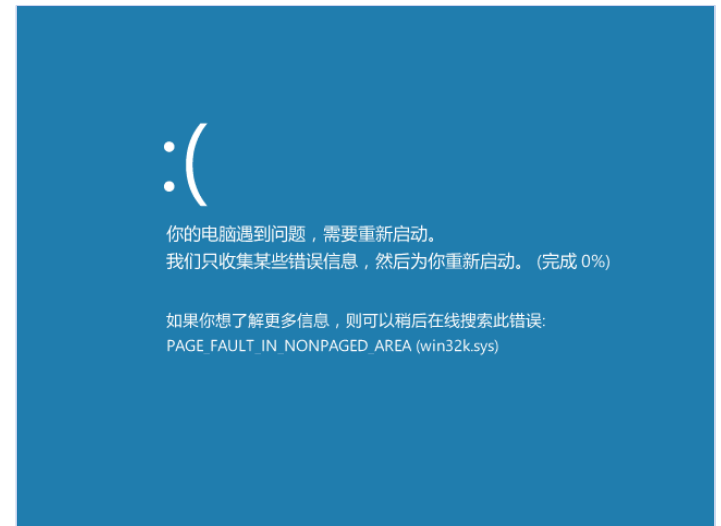 :(
你的电脑遇到问题，需要重新启动。
我们只收集某些错误信息，然后为你重新启动。 (完成 0%)
如果你想了解更多信息，则可以稍后在线搜索此错误:
PAGE_FAULT_IN_NONPAGED_AREA (win32k.sys)